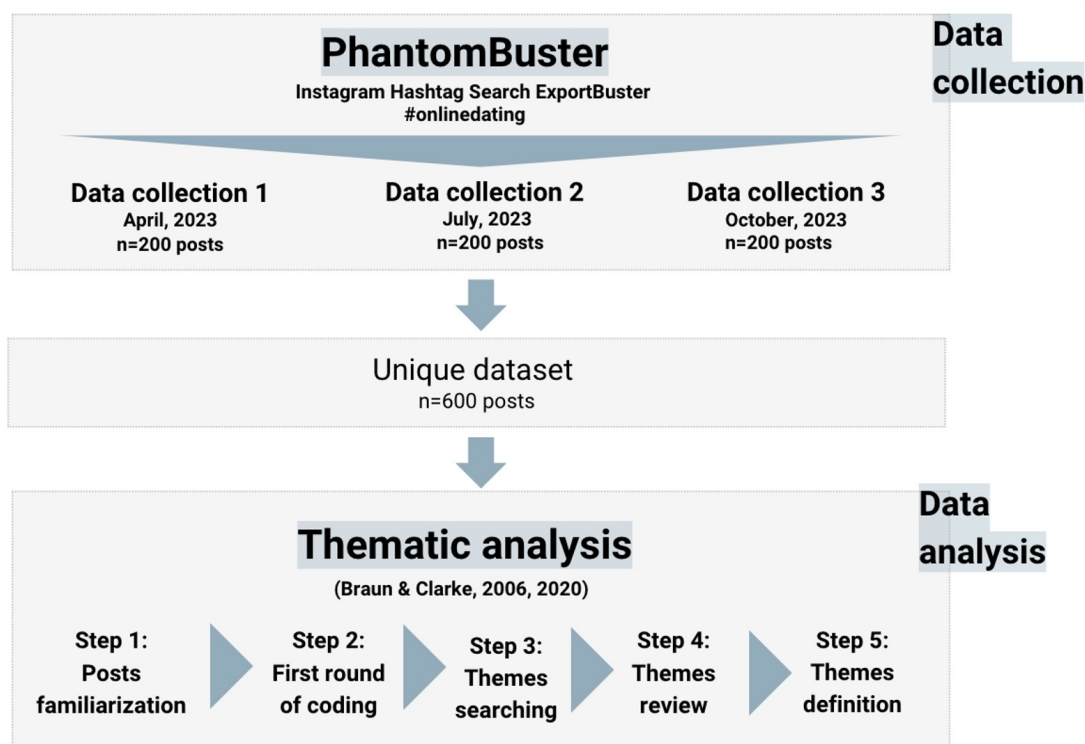 PhantomBuster
Instagram Hashtag Search ExportBuster
#onlinedating
Data
collection
Data collection 1
April, 2023
n=200 posts
Data collection 2
July, 2023
n=200 posts
Data collection 3
October, 2023
n=200 posts
Unique dataset
n=600 posts
Data
analysis
Thematic analysis
(Braun & Clarke, 2006, 2020)
Step 1:
Posts
familiarization
Step 2:
First round
of coding
Step 3:
Themes
searching
Step 4:
Themes
review
Step 5:
Themes
definition